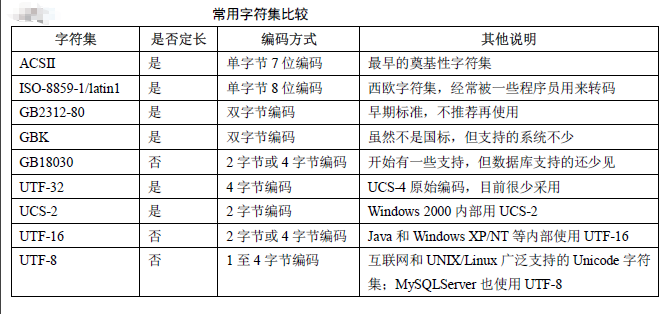 常用字符集比较
字符集 是否定长 编码方式 其他说明
ACSII 是 单字节 7 位编码 最早的奠基性字符集
ISO-8859-1/latin1 是 单字节 8 位编码 西欧字符集，经常被一些程序员用来转码
GB2312-80 是 双字节编码 早期标准，不推荐再使用
GBK 是 双字节编码 虽然不是国标，但支持的系统不少
GB18030 否 2 字节或 4 字节编码 开始有一些支持，但数据库支持的还少见
UTF-32 是 4 字节编码 UCS-4 原始编码，目前很少采用
UCS-2 是 2 字节编码 Windows 2000 内部用 UCS-2
UTF-16 否 2 字节或 4 字节编码 Java 和 Windows XP/NT 等内部使用 UTF-16
UTF-8 否 1 至 4 字节编码 互联网和 UNIX/Linux 广泛支持的 Unicode 字符
集；MySQLServer 也使用 UTF-8